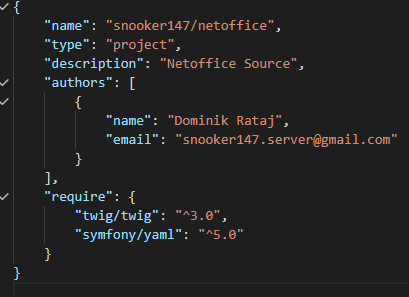 {
"name": "snooker147/netoffice",
"type": "project",
"description": "Netoffice Source",
"authors": [
{
"name": "Dominik Rataj",
"email": "snooker147.server@gmail.com"
}
],
"require": {
"twig/twig": "^3.0",
"symfony/yaml": "^5.0"
}
}